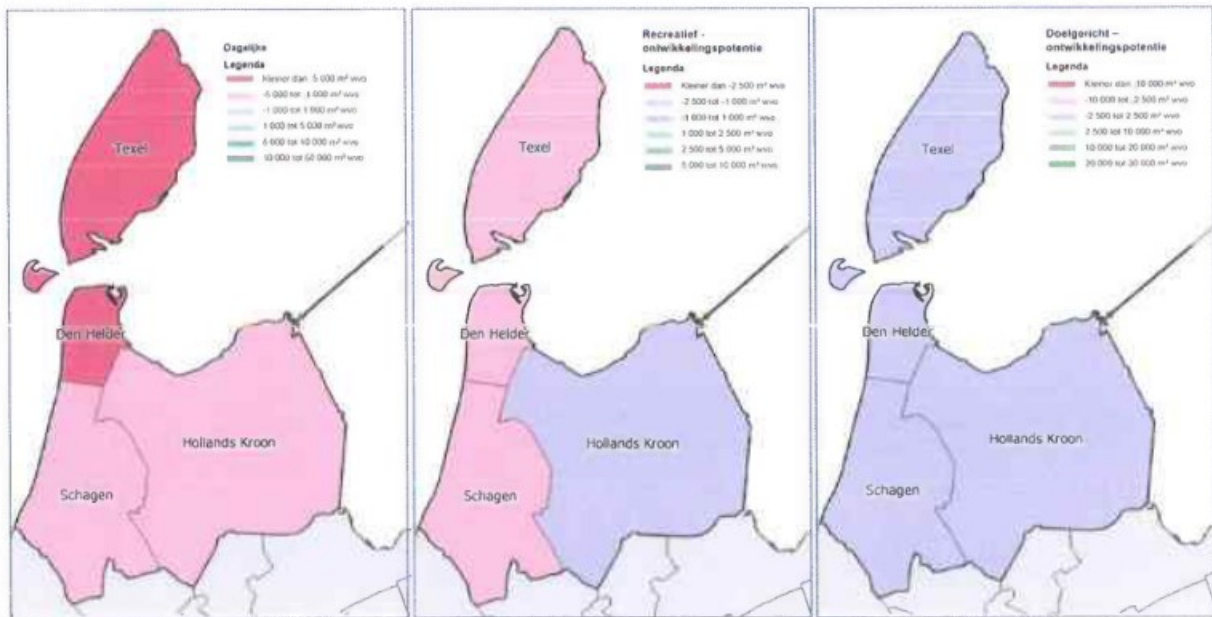 Dagelijke
Legenda
Kleiner dan -5 000 m² wvo
-5 000 tot -1 000 m² wvo
-1 000 tot 1 000 m² wvo
1 000 tot 5 000 m² wvo
5 000 tot 10 000 m² wvo
10 000 tot 50 000 m² wvo
Texel
Den Helder
Hollands Kroon
Schagen
Recreatief -
ontwikkelingspotentie
Legenda
Kleiner dan -2 500 m² wvo
-2 500 tot -1 000 m² wvo
-1 000 tot 1 000 m² wvo
1 000 tot 2 500 m² wvo
2 500 tot 5 000 m² wvo
5 000 tot 10 000 m² wvo
Texel
Den Helder
Hollands Kroon
Schagen
Doelgericht –
ontwikkelingspotentie
Legenda
Kleiner dan -10 000 m² wvo
-10 000 tot -2 500 m² wvo
-2 500 tot 2 500 m² wvo
2 500 tot 10 000 m² wvo
10 000 tot 20 000 m² wvo
20 000 tot 30 000 m² wvo
Texel
Den Helder
Hollands Kroon
Schagen